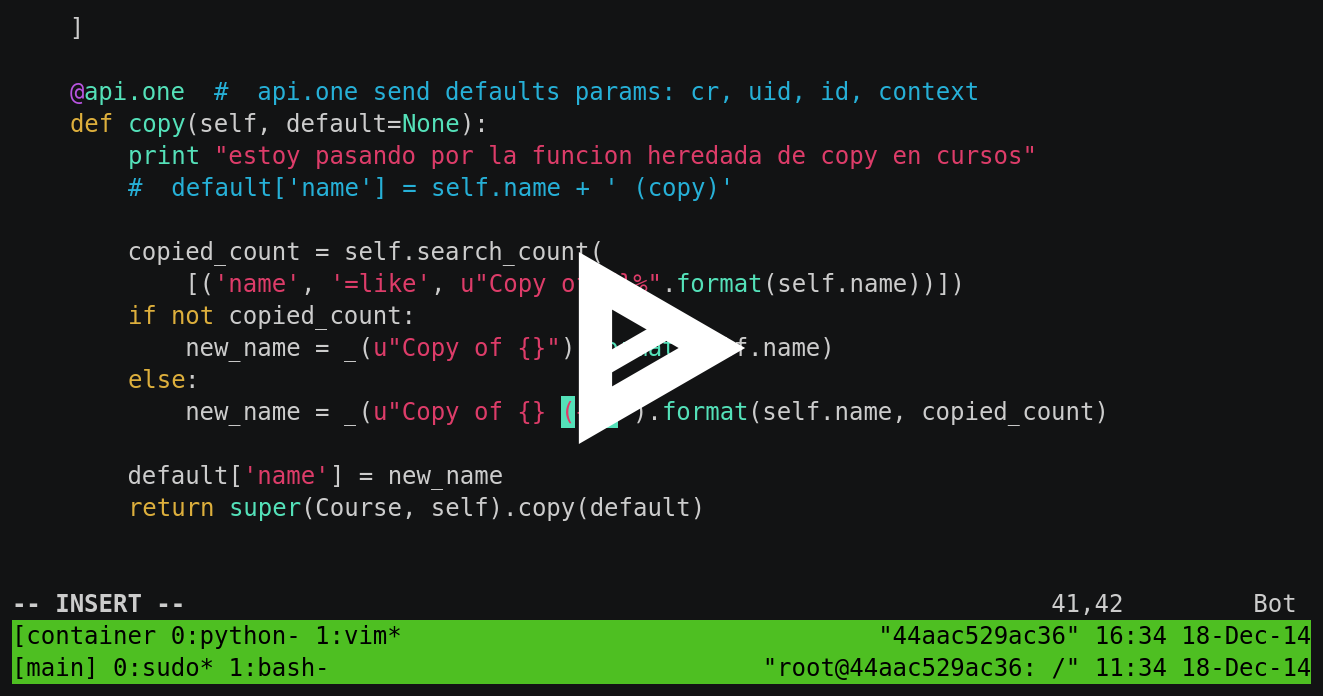 ]
@api.one  #  api.one send defaults params: cr, uid, id, context
def copy(self, default=None):
print "estoy pasando por la funcion heredada de copy en cursos"
#  default['name'] = self.name + ' (copy)'
copied_count = self.search_count(
[('name', '=like', u"Copy of %".format(self.name))])
if not copied_count:
new_name = _(u"Copy of {}") .name)
else:
new_name = _(u"Copy of {} ( ).format(self.name, copied_count)
default['name'] = new_name
return super(Course, self).copy(default)
-- INSERT -- 41,42 Bot
[container 0:python- 1:vim* "44aac529ac36" 16:34 18-Dec-14
[main] 0:sudo* 1:bash- "root@44aac529ac36: /" 11:34 18-Dec-14